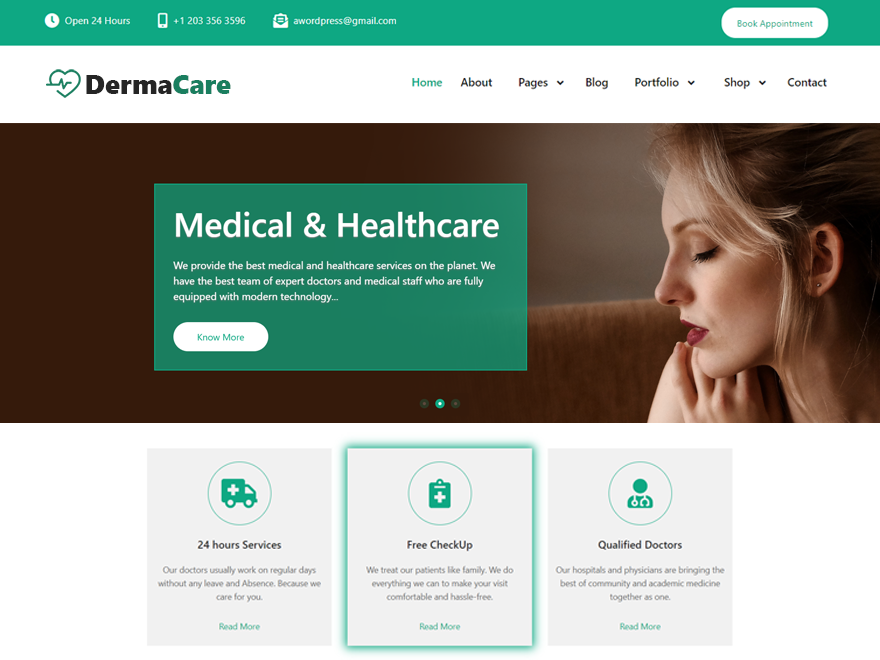 Open 24 Hours +1 203 356 3596 awordpress@gmail.com Book Appointment
DermaCare Home About Pages Blog Portfolio Shop Contact
Medical & Healthcare
We provide the best medical and healthcare services on the planet. We
have the best team of expert doctors and medical staff who are fully
equipped with modern technology...
Know More
24 hours Services
Our doctors usually work on regular days
without any leave and Absence. Because we
care for you.
Read More
Free CheckUp
We treat our patients like family. We do
everything we can to make your visit
comfortable and hassle-free.
Read More
Qualified Doctors
Our hospitals and physicians are bringing the
best of community and academic medicine
together as one.
Read More